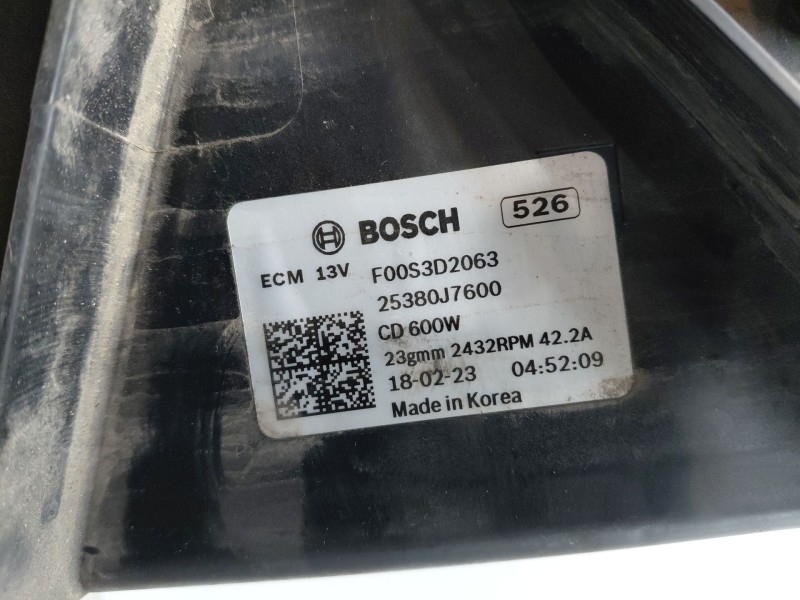 BOSCH 526
ECM 13V F00S3D2063
25380J7600
CD 600W
23gmm 2432RPM 42.2A
18-02-23 04:52:09
Made in Korea